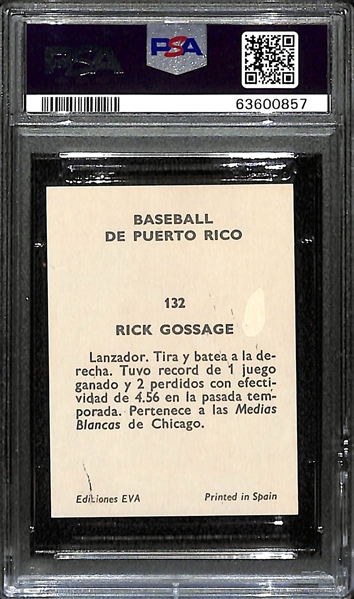 PSA
PSA
63600857
BASEBALL
DE PUERTO RICO
132
RICK GOSSAGE
Lanzador. Tira y batea a la de-
recha. Tuvo record de 1 juego
ganado y 2 perdidos con efecti-
vidad de 4.56 en la pasada tem-
porada. Pertenece a las Medias
Blancas de Chicago.
Ediciones EVA
Printed in Spain